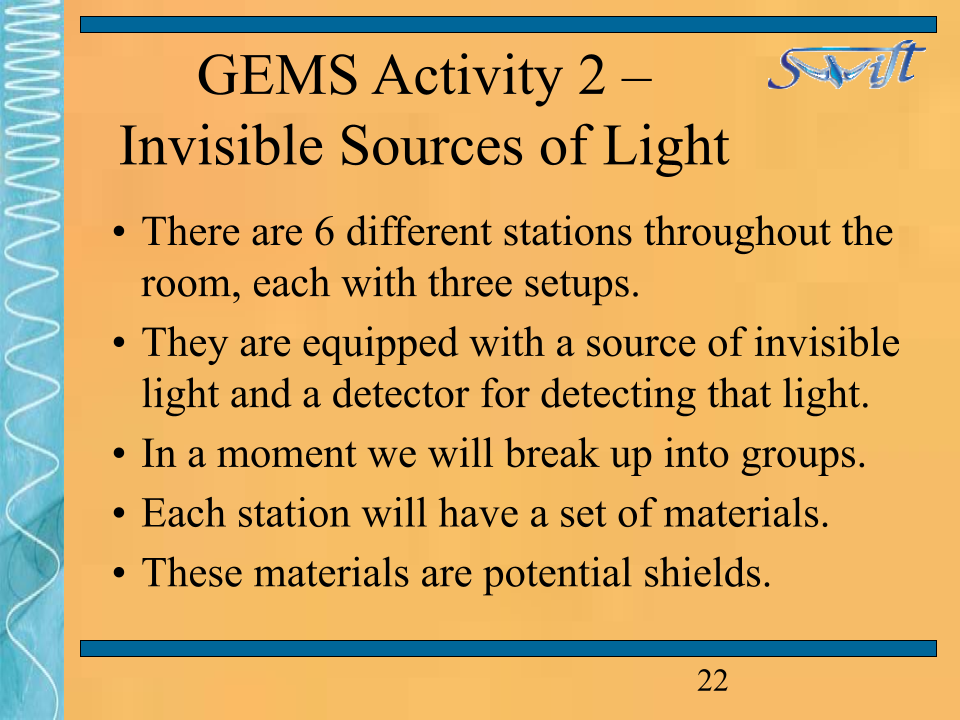 GEMS Activity 2 –
Invisible Sources of Light
Swift
• There are 6 different stations throughout the
room, each with three setups.
• They are equipped with a source of invisible
light and a detector for detecting that light.
• In a moment we will break up into groups.
• Each station will have a set of materials.
• These materials are potential shields.
22